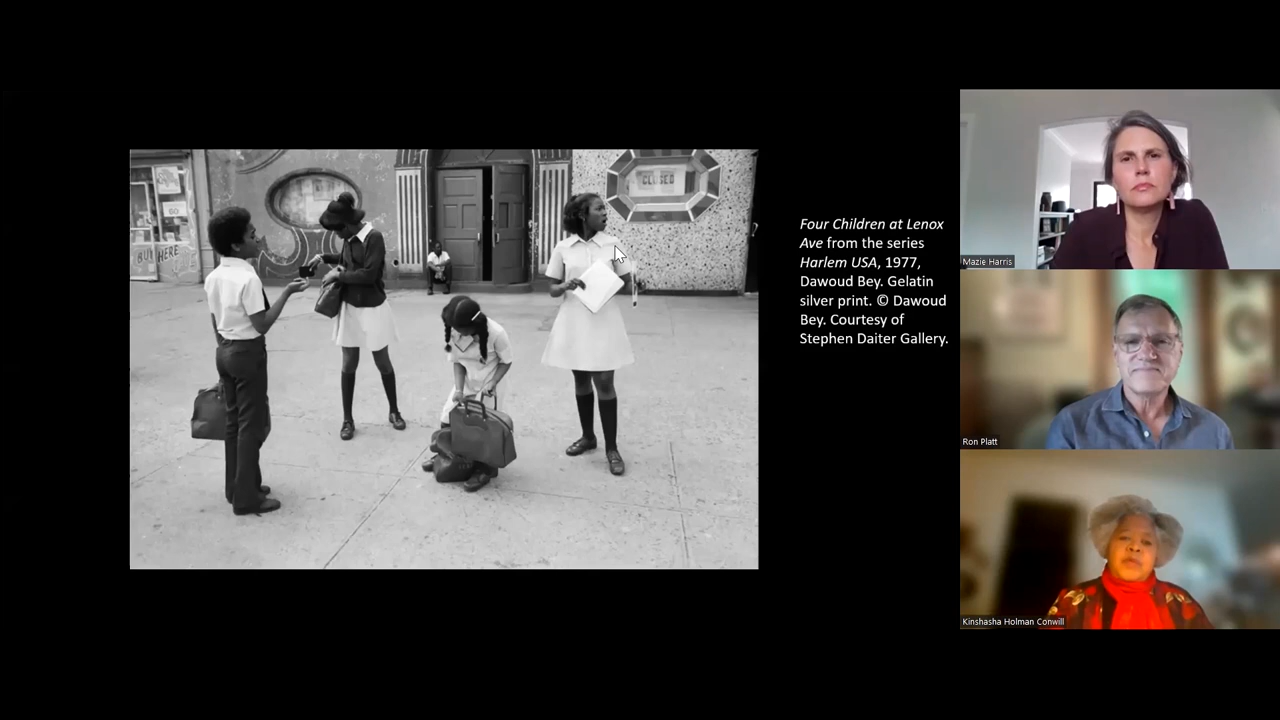 Four Children at Lenox
Ave from the series
Harlem USA, 1977,
Dawoud Bey. Gelatin
silver print. © Dawoud
Bey. Courtesy of
Stephen Daiter Gallery.
CLOSED
BUY HERE
Mazie Harris
Ron Platt
Kinshasha Holman Conwill